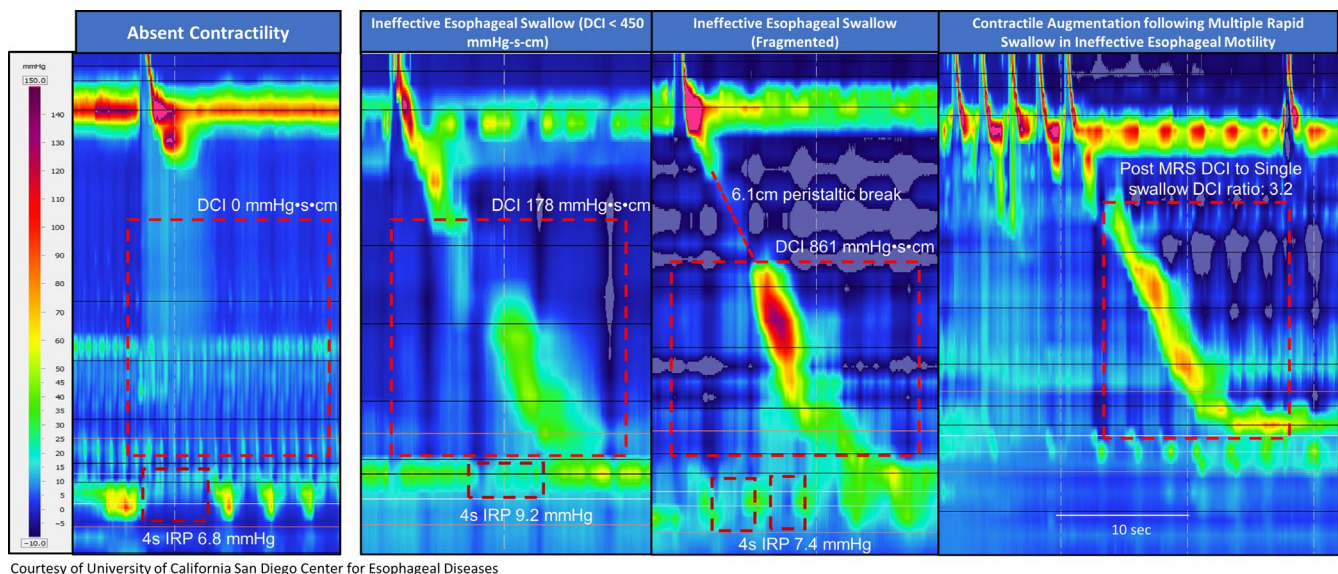 Absent Contractility
Ineffective Esophageal Swallow (DCI < 450
mmHg-s-cm)
Ineffective Esophageal Swallow
(Fragmented)
Contractile Augmentation following Multiple Rapid
Swallow in Ineffective Esophageal Motility
mmHg
150.0
140
130
120
110
100
90
80
70
60
50
45
40
35
30
25
20
15
10
5
0
−5
−10.0
DCI 0 mmHg•s•cm
4s IRP 6.8 mmHg
DCI 178 mmHg•s•cm
4s IRP 9.2 mmHg
6.1cm peristaltic break
DCI 861 mmHg•s•cm
4s IRP 7.4 mmHg
Post MRS DCI to Single
swallow DCI ratio: 3.2
10 sec
Courtesy of University of California San Diego Center for Esophageal Diseases